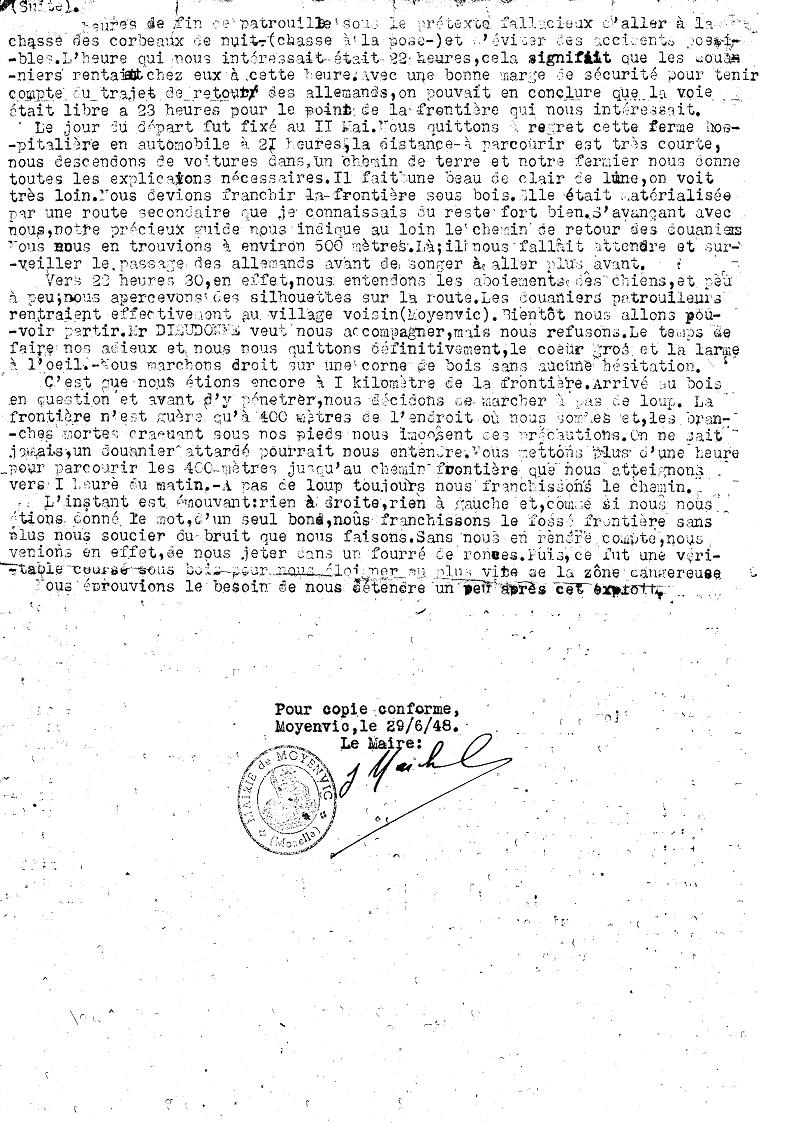 (Suite).
heures de fin de patrouille sous le prétexte fallacieux d'aller à la
chasse des corbeaux de nuit-(chasse à la pose-)et d'éviter des accidents possi-
-bles.L'heure qui nous intéressait était 22 heures,cela signifiait que les douan
-niers rentaient chez eux à cette heure.Avec une bonne marge de sécurité pour tenir
compte du trajet de retour des allemands,on pouvait en conclure que la voie
était libre a 23 heures pour le point de la frontière qui nous intéressait.
Le jour du départ fut fixé au II Mai.Nous quittons à regret cette ferme hos-
-pitalière en automobile à 2I heures,la distance à parcourir est très courte,
nous descendons de voitures dans,un chemin de terre et notre fermier nous donne
toutes les explicaions nécessaires.Il fait une beau de clair de lune,on voit
très loin.Nous devions franchir la frontière sous bois.Elle était matérialisée
par une route secondaire que je connaissais du reste fort bien.S'avançant avec
nous,notre précieux guide nous indique au loin le chemin de retour des douaniers
Nous nous en trouvions à environ 500 mètres.Là;il nous fallait attendre et sur-
-veiller le passage des allemands avant de songer à aller plus avant.
Vers 22 heures 30,en effet,nous entendons les aboiements des chiens,et peu
à peu;nous apercevons des silhouettes sur la route.Les douaniers patrouileurs
rentraient effectivement au village voisin(Moyenvic).Bientôt nous allons pou-
-voir partir.Mr DIEUDONNE veut nous accompagner,mais nous refusons.Le temps de
faire nos adieux et nous nous quittons définitivement,le coeur gros et la larme
à l'oeil.-Nous marchons droit sur une corne de bois sans aucune hésitation.
C'est que nous étions encore à I kilomètre de la frontière.Arrivé au bois
en question et avant d'y pénétrer,nous décidons de marcher à pas de loup. La
frontière n'est guère qu'à 400 mètres de l'endroit où nous sommes et,les bran-
-ches mortes craquant sous nos pieds nous imposent des précautions.On ne sait
jamais,un douanier attardé pourrait nous entendre.Nous mettons plus d'une heure
pour parcourir les 400 mètres jusqu'au chemin frontière que nous atteignons
vers I heure du matin.-A pas de loup toujours nous franchissons le chemin.
L'instant est émouvant:rien à droite,rien à gauche et,comme si nous nous
étions donné le mot,d'un seul bond,nous franchissons le fossé frontière sans
plus nous soucier du bruit que nous faisons.Sans nous en rendre compte,nous
venions en effet,de nous jeter dans un fourré de ronces.Puis,ce fut une véri-
-table course sous bois pour nous éloigner au plus vite de la zône dangereuse
Nous éprouvions le besoin de nous détendre un peu après cet exploit.
Pour copie conforme,
Moyenvic,le 29/6/48.
Le Maire:
MAIRIE de MOYENVIC
(Moselle)